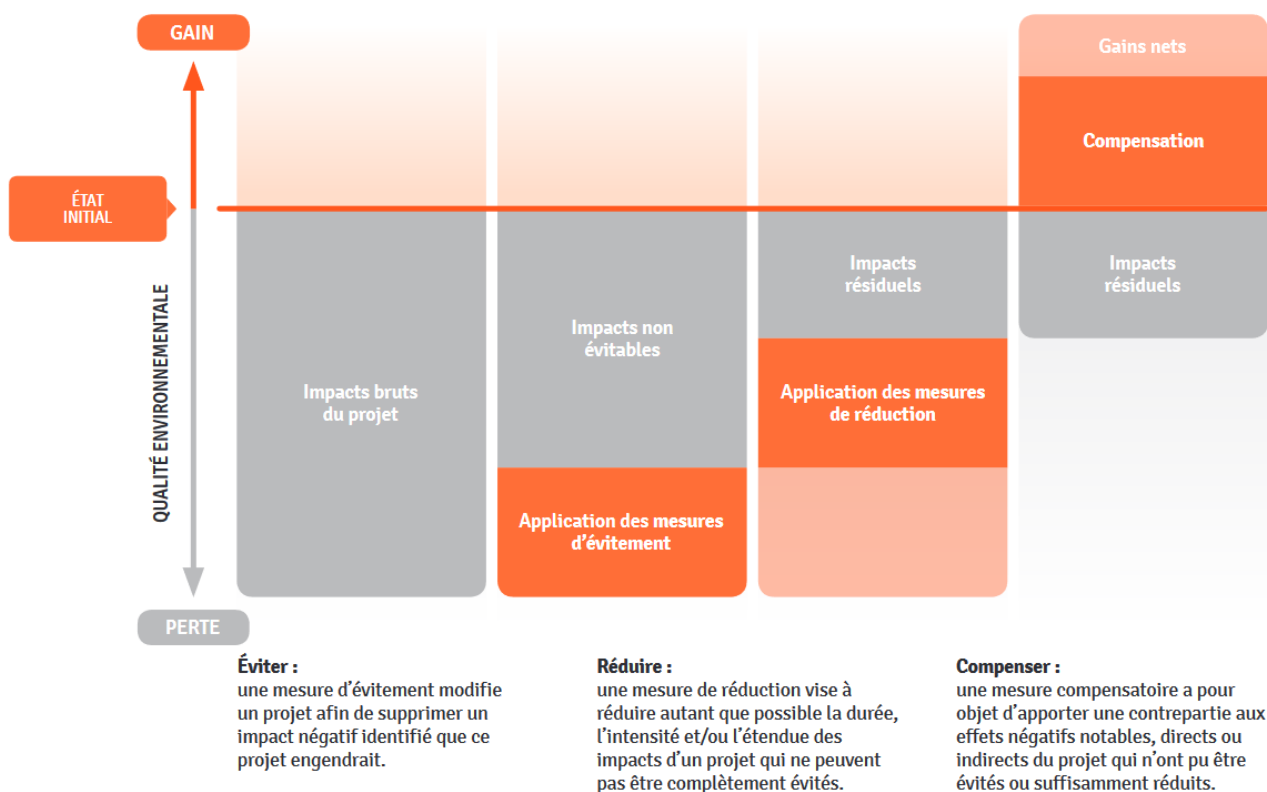 GAIN
Gains nets
Compensation
ÉTAT
INITIAL
Impacts
résiduels
Impacts
résiduels
Impacts non
évitables
QUALITÉ ENVIRONNEMENTALE
Impacts bruts
du projet
Application des mesures
de réduction
Application des mesures
d’évitement
PERTE
Éviter :
une mesure d’évitement modifie
un projet afin de supprimer un
impact négatif identifié que ce
projet engendrait.
Réduire :
une mesure de réduction vise à
réduire autant que possible la durée,
l’intensité et/ou l’étendue des
impacts d’un projet qui ne peuvent
pas être complètement évités.
Compenser :
une mesure compensatoire a pour
objet d’apporter une contrepartie aux
effets négatifs notables, directs ou
indirects du projet qui n’ont pu être
évités ou suffisamment réduits.